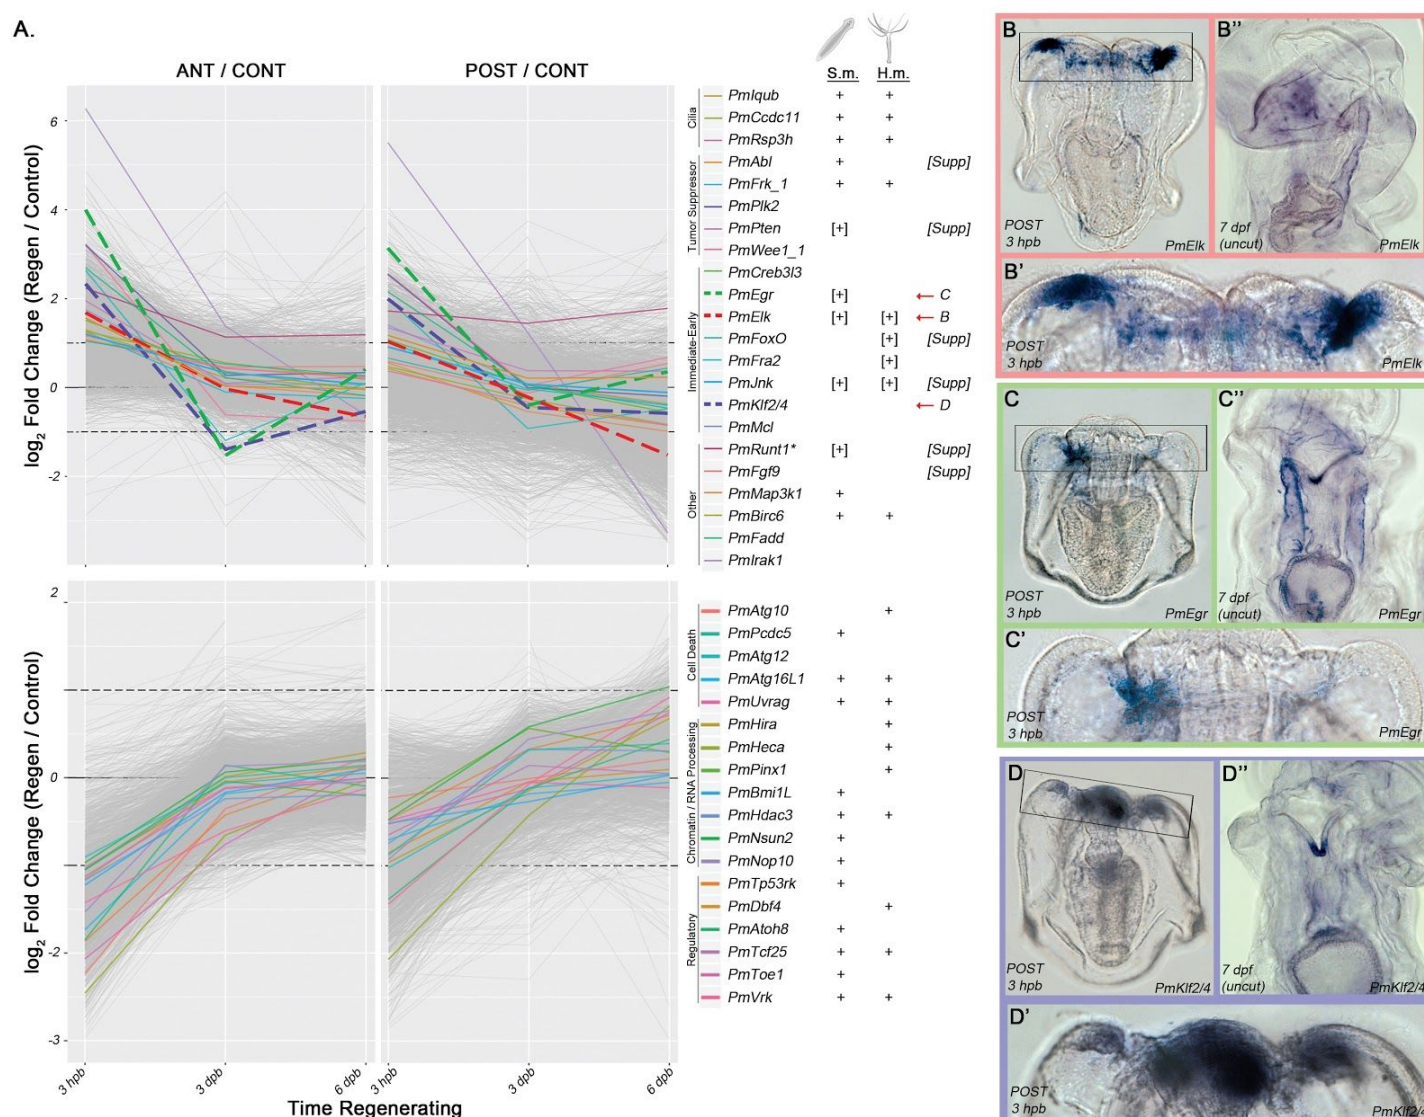 A.
ANT / CONT
POST / CONT
S.m.
H.m.
log2 Fold Change (Regen / Control)
6
4
2
0
-2
Cilia
PmIqub + +
PmCcdc11 + +
PmRsp3h + +
Tumor Suppressor
PmAbl + [Supp]
PmFrk_1 + +
PmPlk2
PmPten [+] [Supp]
PmWee1_1
Immediate-Early
PmCreb3l3
PmEgr [+] ← C
PmElk [+] [+] ← B
PmFoxO [+] [Supp]
PmFra2 [+]
PmJnk [+] [+] [Supp]
PmKlf2/4 ← D
PmMcl
Other
PmRunt1* [+] [Supp]
PmFgf9 [Supp]
PmMap3k1 +
PmBirc6 + +
PmFadd
PmIrak1
log2 Fold Change (Regen / Control)
2
0
-2
-3
Cell Death
PmAtg10 +
PmPcdc5 +
PmAtg12
PmAtg16L1 + +
PmUvrag + +
Chromatin / RNA Processing
PmHira +
PmHeca +
PmPinx1 +
PmBmi1L +
PmHdac3 + +
PmNsun2 +
PmNop10 +
Regulatory
PmTp53rk +
PmDbf4 +
PmAtoh8 +
PmTcf25 + +
PmToe1 +
PmVrk + +
3 hpb
3 dpb
6 dpb
3 hpb
3 dpb
6 dpb
Time Regenerating
B
POST
3 hpb
PmElk
B''
7 dpf
(uncut)
PmElk
B'
POST
3 hpb
PmElk
C
POST
3 hpb
PmEgr
C''
7 dpf
(uncut)
PmEgr
C'
POST
3 hpb
PmEgr
D
POST
3 hpb
PmKlf2/4
D''
7 dpf
(uncut)
PmKlf2/4
D'
POST
3 hpb
PmKlf2/4